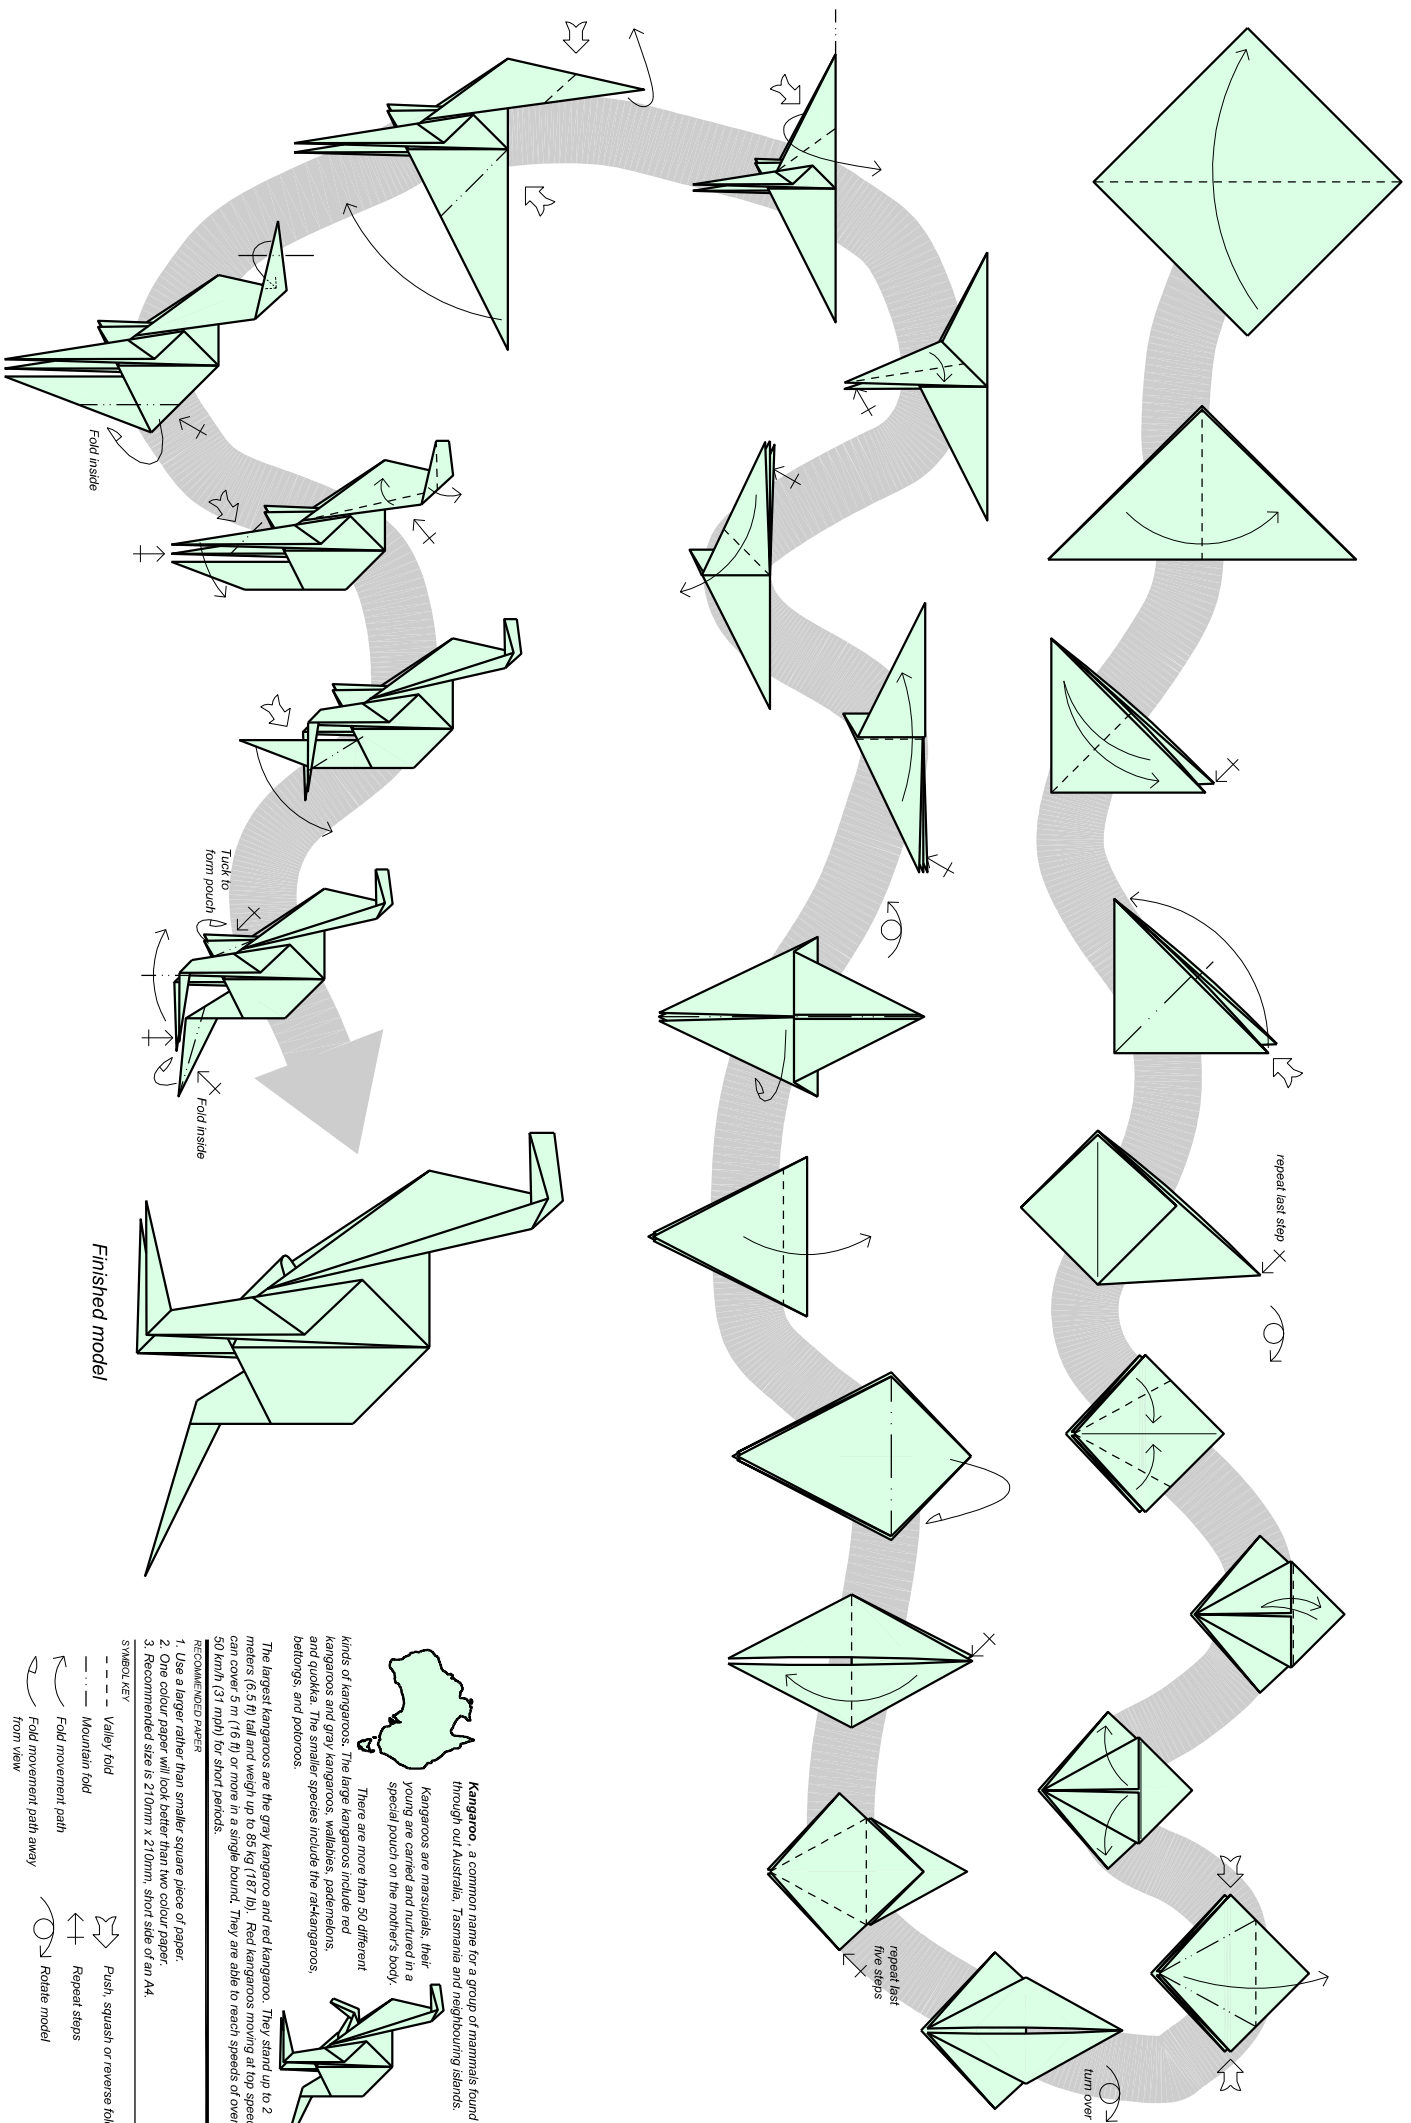 repeat last step
turn over
repeat last
five steps
Fold inside
Tuck to
form pouch
Fold inside
Finished model
Kangaroo, a common name for a group of mammals found
through out Australia, Tasmania and neighbouring islands.
Kangaroos are marsupials, their
young are carried and nurtured in a
special pouch on the mother's body.
There are more than 50 different
kinds of kangaroos. The large kangaroos include red
kangaroos and gray kangaroos, wallabies, pademelons,
and quokka. The smaller species include the rat-kangaroos,
bettongs, and potoroos.
The largest kangaroos are the gray kangaroo and red kangaroo. They stand up to 2
meters (6.5 ft) tall and weigh up to 85 kg (187 lb). Red kangaroos moving at top speed
can cover 5 m (16 ft) or more in a single bound. They are able to reach speeds of over
50 km/h (31 mph) for short periods.
RECOMMENDED PAPER
1. Use a larger rather than smaller square piece of paper.
2. One colour paper will look better than two colour paper.
3. Recommended size is 210mm x 210mm, short side of an A4.
SYMBOL KEY
Valley fold
Mountain fold
Fold movement path
Fold movement path away
from view
Push, squash or reverse fold
Repeat steps
Rotate model